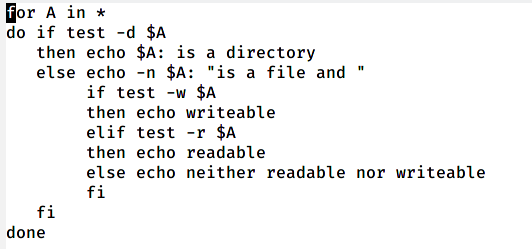 for A in *
do if test -d $A
   then echo $A: is a directory
   else echo -n $A: "is a file and "
        if test -w $A
        then echo writeable
        elif test -r $A
        then echo readable
        else echo neither readable nor writeable
        fi
   fi
done